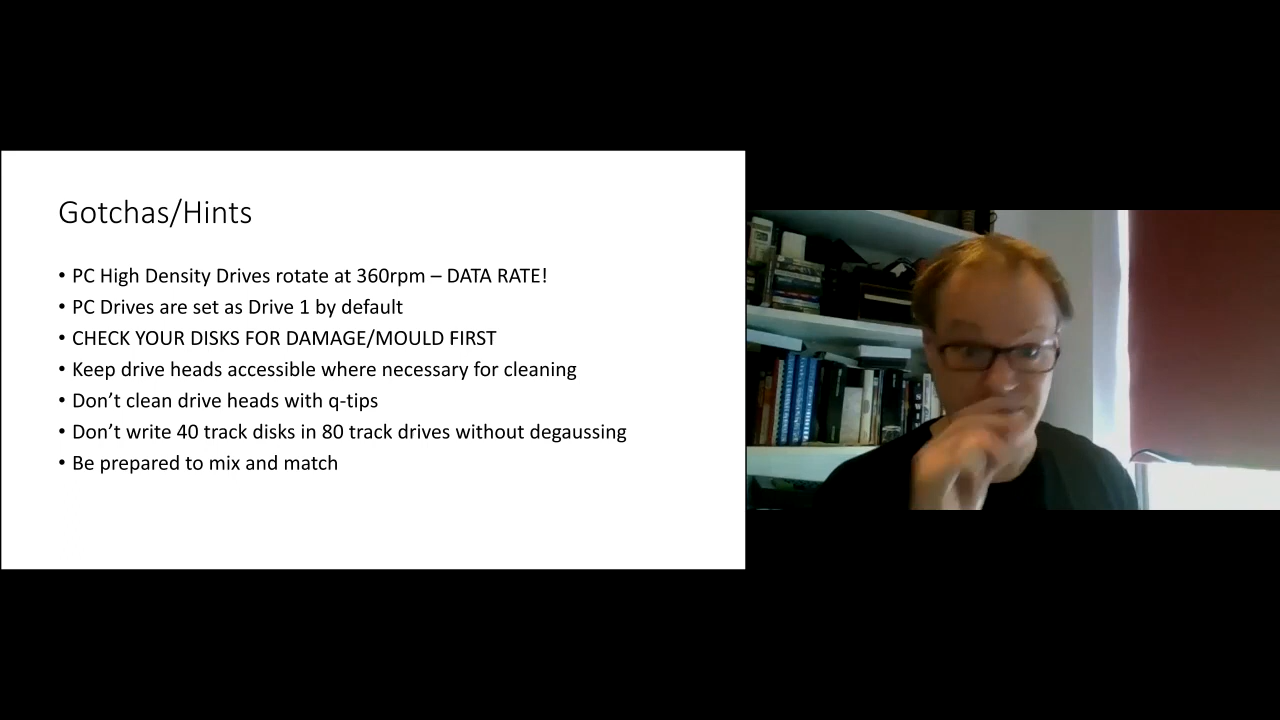 Gotchas/Hints
• PC High Density Drives rotate at 360rpm – DATA RATE!
• PC Drives are set as Drive 1 by default
• CHECK YOUR DISKS FOR DAMAGE/MOULD FIRST
• Keep drive heads accessible where necessary for cleaning
• Don’t clean drive heads with q-tips
• Don’t write 40 track disks in 80 track drives without degaussing
• Be prepared to mix and match